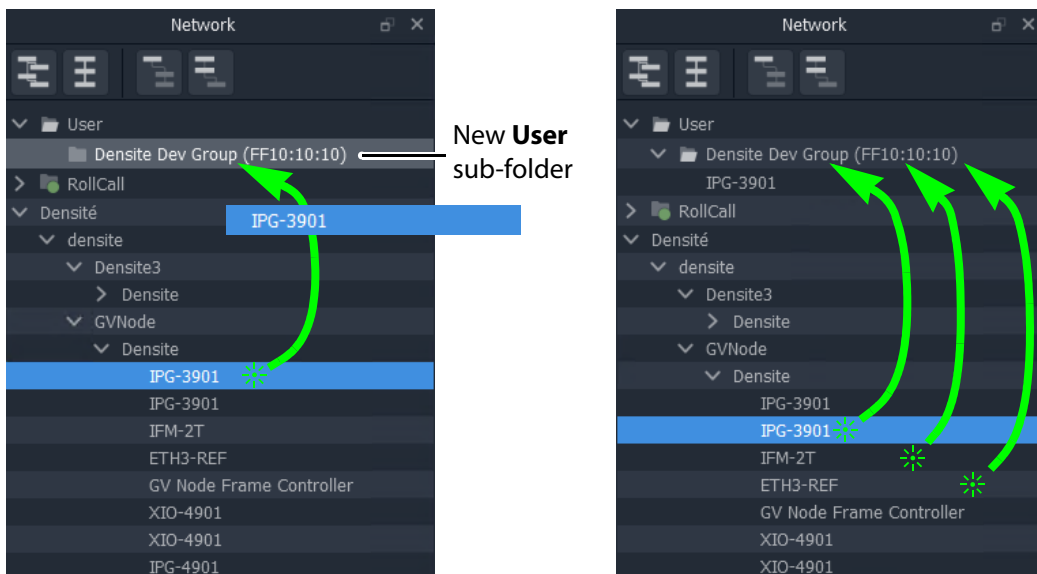 Network
User
Densite Dev Group (FF10:10:10)
RollCall
Densité
IPG-3901
densite
Densite3
Densite
GVNode
Densite
IPG-3901
IPG-3901
IFM-2T
ETH3-REF
GV Node Frame Controller
XIO-4901
XIO-4901
IPG-4901
New User
sub-folder
Network
User
Densite Dev Group (FF10:10:10)
IPG-3901
RollCall
Densité
densite
Densite3
Densite
GVNode
Densite
IPG-3901
IPG-3901
IFM-2T
ETH3-REF
GV Node Frame Controller
XIO-4901
XIO-4901